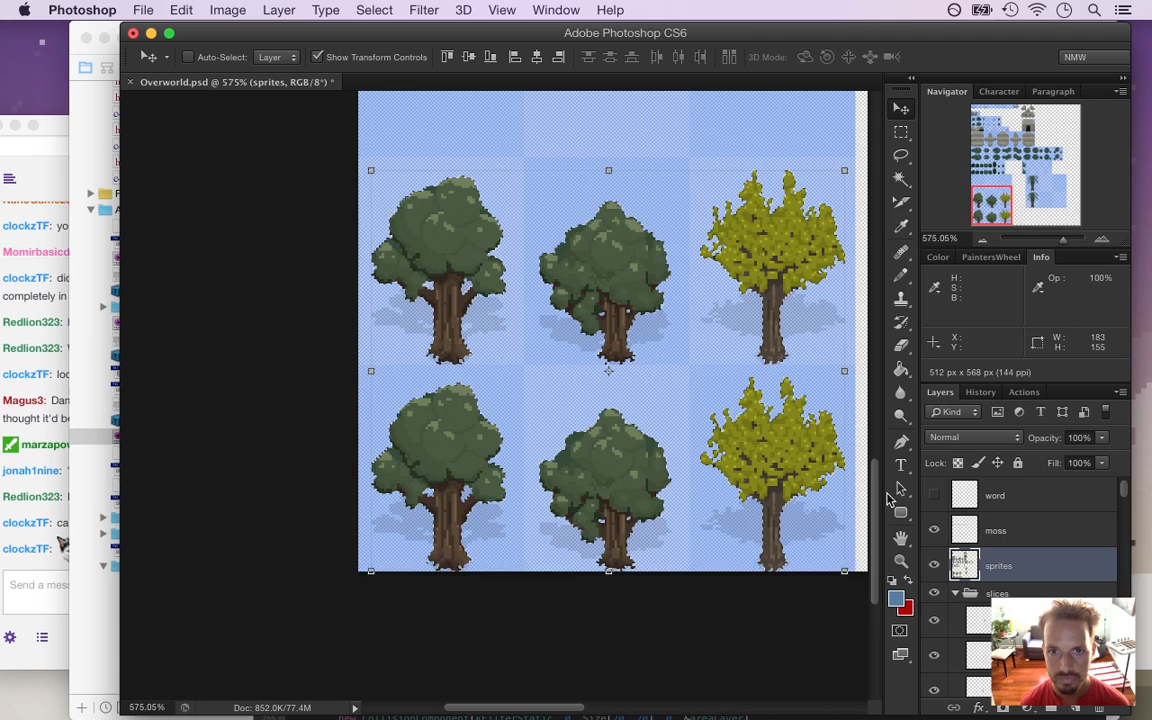 Photoshop File Edit Image Layer Type Select Filter 3D View Window Help
Adobe Photoshop CS6
Auto-Select: Layer Show Transform Controls 3D Mode: NMW
× Overworld.psd @ 575% (sprites, RGB/8*) *
Navigator Character Paragraph
575.05%
Color PaintersWheel Info
H: Op: 100%
S:
B:
X: W: 183
Y: H: 155
512 px x 568 px (144 ppi)
Layers History Actions
Kind
Normal Opacity: 100%
Lock: Fill: 100%
word
moss
sprites
slices
clockzTF:
clockzTF: did
completely in
Redlion323:
Redlion323:
clockzTF:
Magus3:
thought it'd be
jonah1nine:
Redlion323:
clockzTF:
clockzTF:
Send a mess
575.05% Doc: 852.0K/77.4M